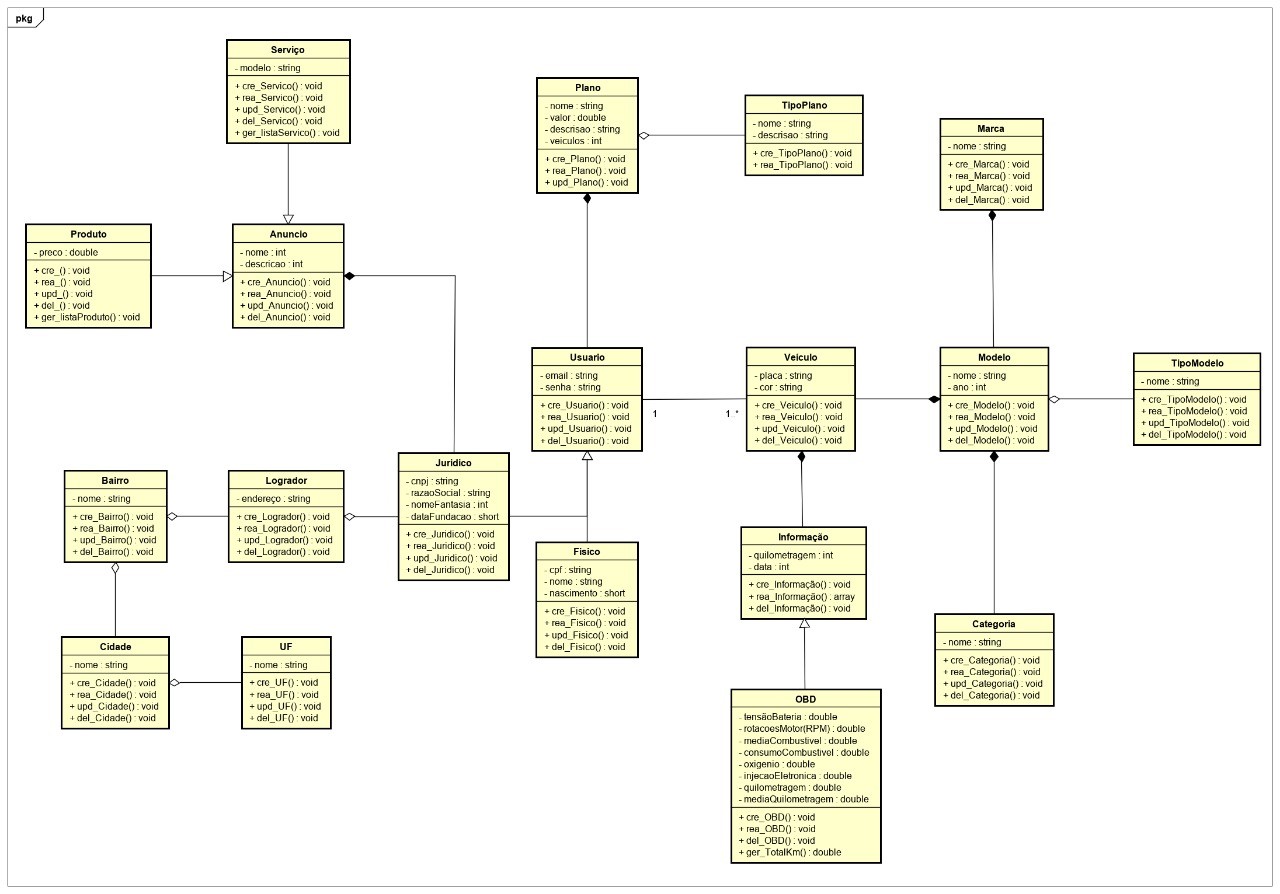 pkg
Serviço
- modelo : string
+ cre_Servico() : void
+ rea_Servico() : void
+ upd_Servico() : void
+ del_Servico() : void
+ ger_listaServico() : void
Plano
- nome : string
- valor : double
- descrisao : string
- veiculos : int
+ cre_Plano() : void
+ rea_Plano() : void
+ upd_Plano() : void
TipoPlano
- nome : string
- descrisao : string
+ cre_TipoPlano() : void
+ rea_TipoPlano() : void
Marca
- nome : string
+ cre_Marca() : void
+ rea_Marca() : void
+ upd_Marca() : void
+ del_Marca() : void
Produto
- preco : double
+ cre_() : void
+ rea_() : void
+ upd_() : void
+ del_() : void
+ ger_listaProduto() : void
Anuncio
- nome : int
- descricao : int
+ cre_Anuncio() : void
+ rea_Anuncio() : void
+ upd_Anuncio() : void
+ del_Anuncio() : void
Usuario
- email : string
- senha : string
+ cre_Usuario() : void
+ rea_Usuario() : void
+ upd_Usuario() : void
+ del_Usuario() : void
1
1..*
Veiculo
- placa : string
- cor : string
+ cre_Veiculo() : void
+ rea_Veiculo() : void
+ upd_Veiculo() : void
+ del_Veiculo() : void
Modelo
- nome : string
- ano : int
+ cre_Modelo() : void
+ rea_Modelo() : void
+ upd_Modelo() : void
+ del_Modelo() : void
TipoModelo
- nome : string
+ cre_TipoModelo() : void
+ rea_TipoModelo() : void
+ upd_TipoModelo() : void
+ del_TipoModelo() : void
Bairro
- nome : string
+ cre_Bairro() : void
+ rea_Bairro() : void
+ upd_Bairro() : void
+ del_Bairro() : void
Logrador
- endereço : string
+ cre_Logrador() : void
+ rea_Logrador() : void
+ upd_Logrador() : void
+ del_Logrador() : void
Juridico
- cnpj : string
- razaoSocial : string
- nomeFantasia : int
- dataFundacao : short
+ cre_Juridico() : void
+ rea_Juridico() : void
+ upd_Juridico() : void
+ del_Juridico() : void
Fisico
- cpf : string
- nome : string
- nascimento : short
+ cre_Fisico() : void
+ rea_Fisico() : void
+ upd_Fisico() : void
+ del_Fisico() : void
Informação
- quilometragem : int
- data : int
+ cre_Informação() : void
+ rea_Informação() : array
+ del_Informação() : void
Categoria
- nome : string
+ cre_Categoria() : void
+ rea_Categoria() : void
+ upd_Categoria() : void
+ del_Categoria() : void
Cidade
- nome : string
+ cre_Cidade() : void
+ rea_Cidade() : void
+ upd_Cidade() : void
+ del_Cidade() : void
UF
- nome : string
+ cre_UF() : void
+ rea_UF() : void
+ upd_UF() : void
+ del_UF() : void
OBD
- tensãoBateria : double
- rotacoesMotor(RPM) : double
- mediaCombustivel : double
- consumoCombustivel : double
- oxigenio : double
- injecaoEletronica : double
- quilometragem : double
- mediaQuilometragem : double
+ cre_OBD() : void
+ rea_OBD() : void
+ del_OBD() : void
+ ger_TotalKm() : double